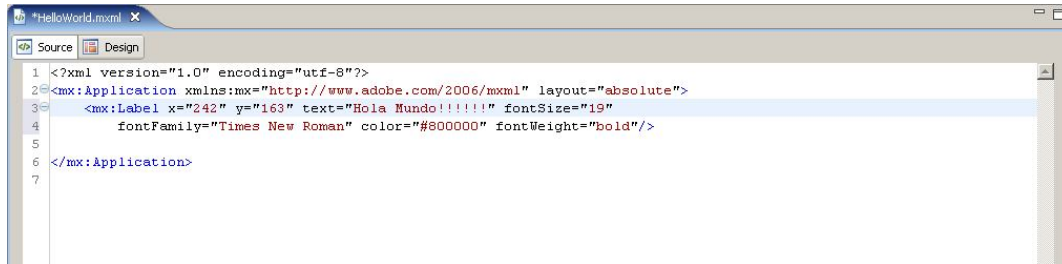 *HelloWorld.mxml
Source Design
1 <?xml version="1.0" encoding="utf-8"?>
2 <mx:Application xmlns:mx="http://www.adobe.com/2006/mxml" layout="absolute">
3 <mx:Label x="242" y="163" text="Hola Mundo!!!!!!" fontSize="19"
4 fontFamily="Times New Roman" color="#800000" fontWeight="bold"/>
5
6 </mx:Application>
7